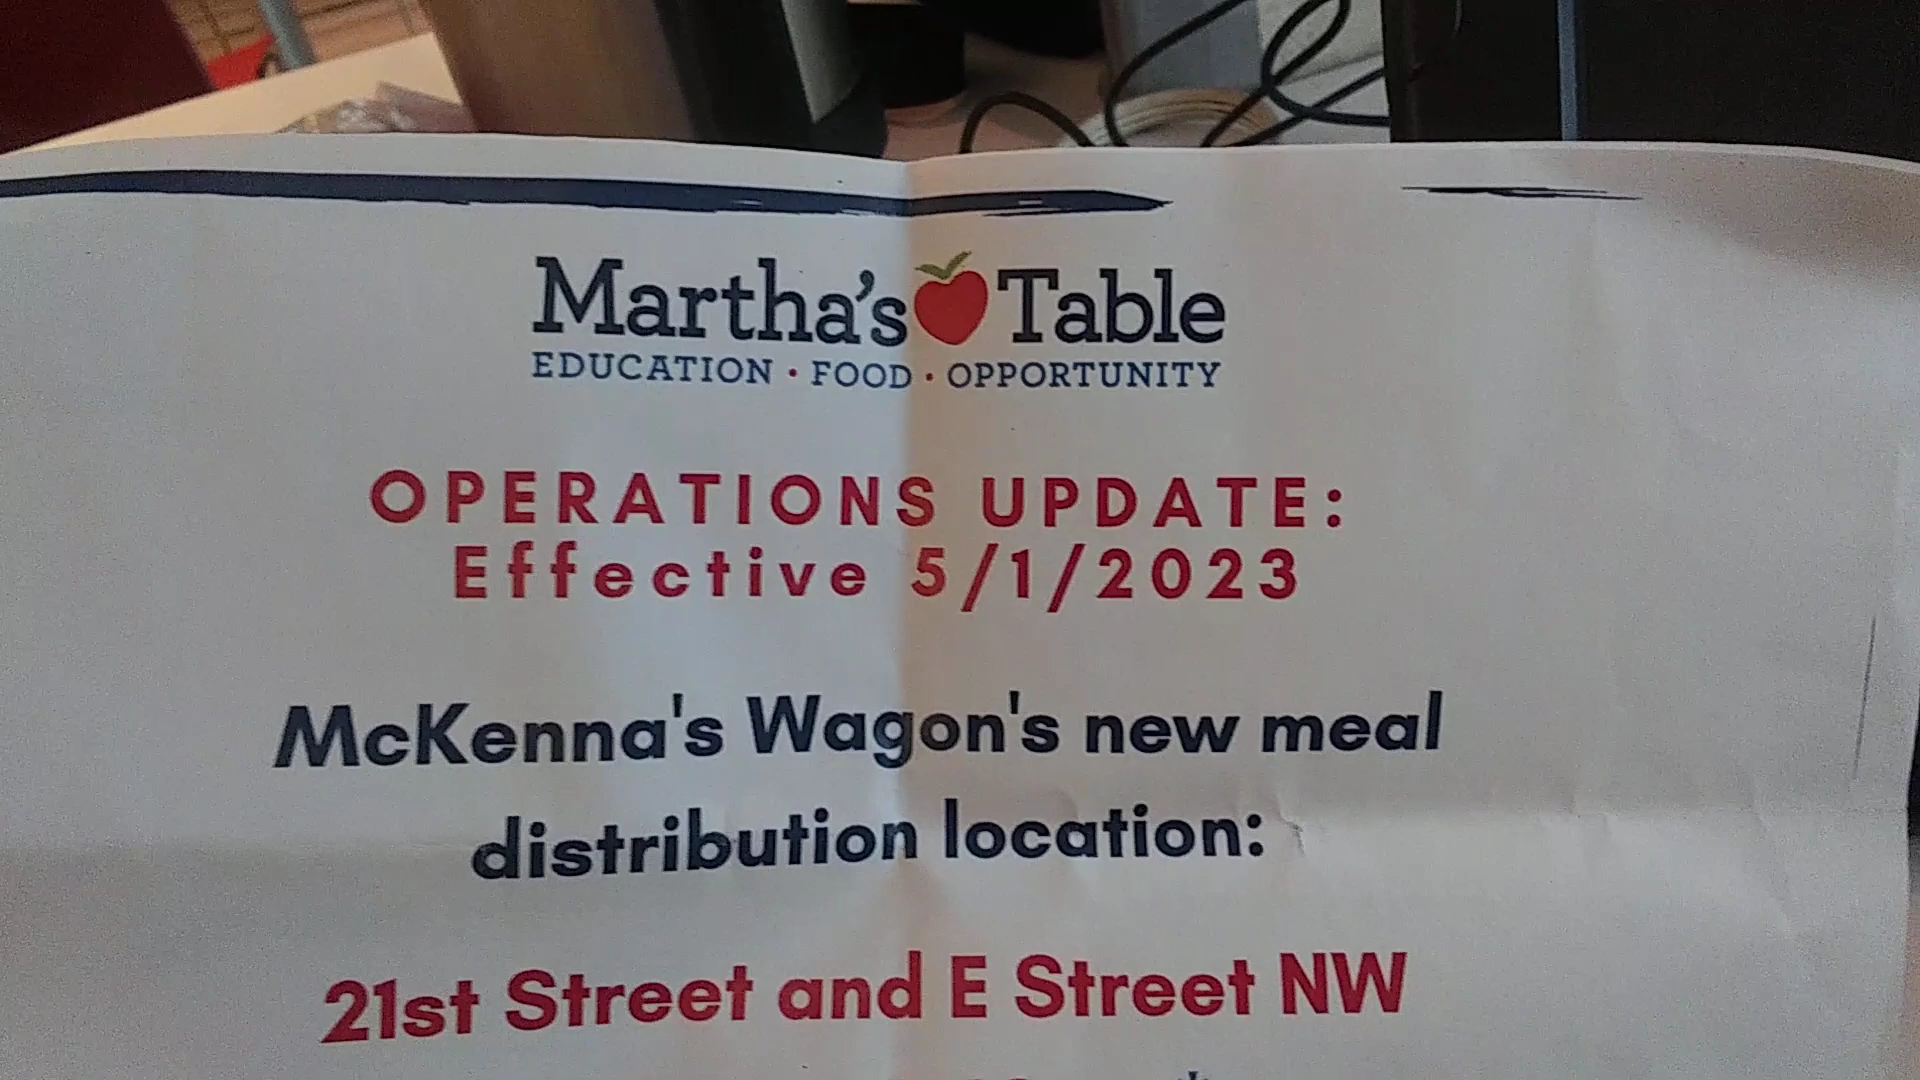 Martha's Table
EDUCATION · FOOD · OPPORTUNITY
OPERATIONS UPDATE:
Effective 5/1/2023
McKenna's Wagon's new meal
distribution location:
21st Street and E Street NW